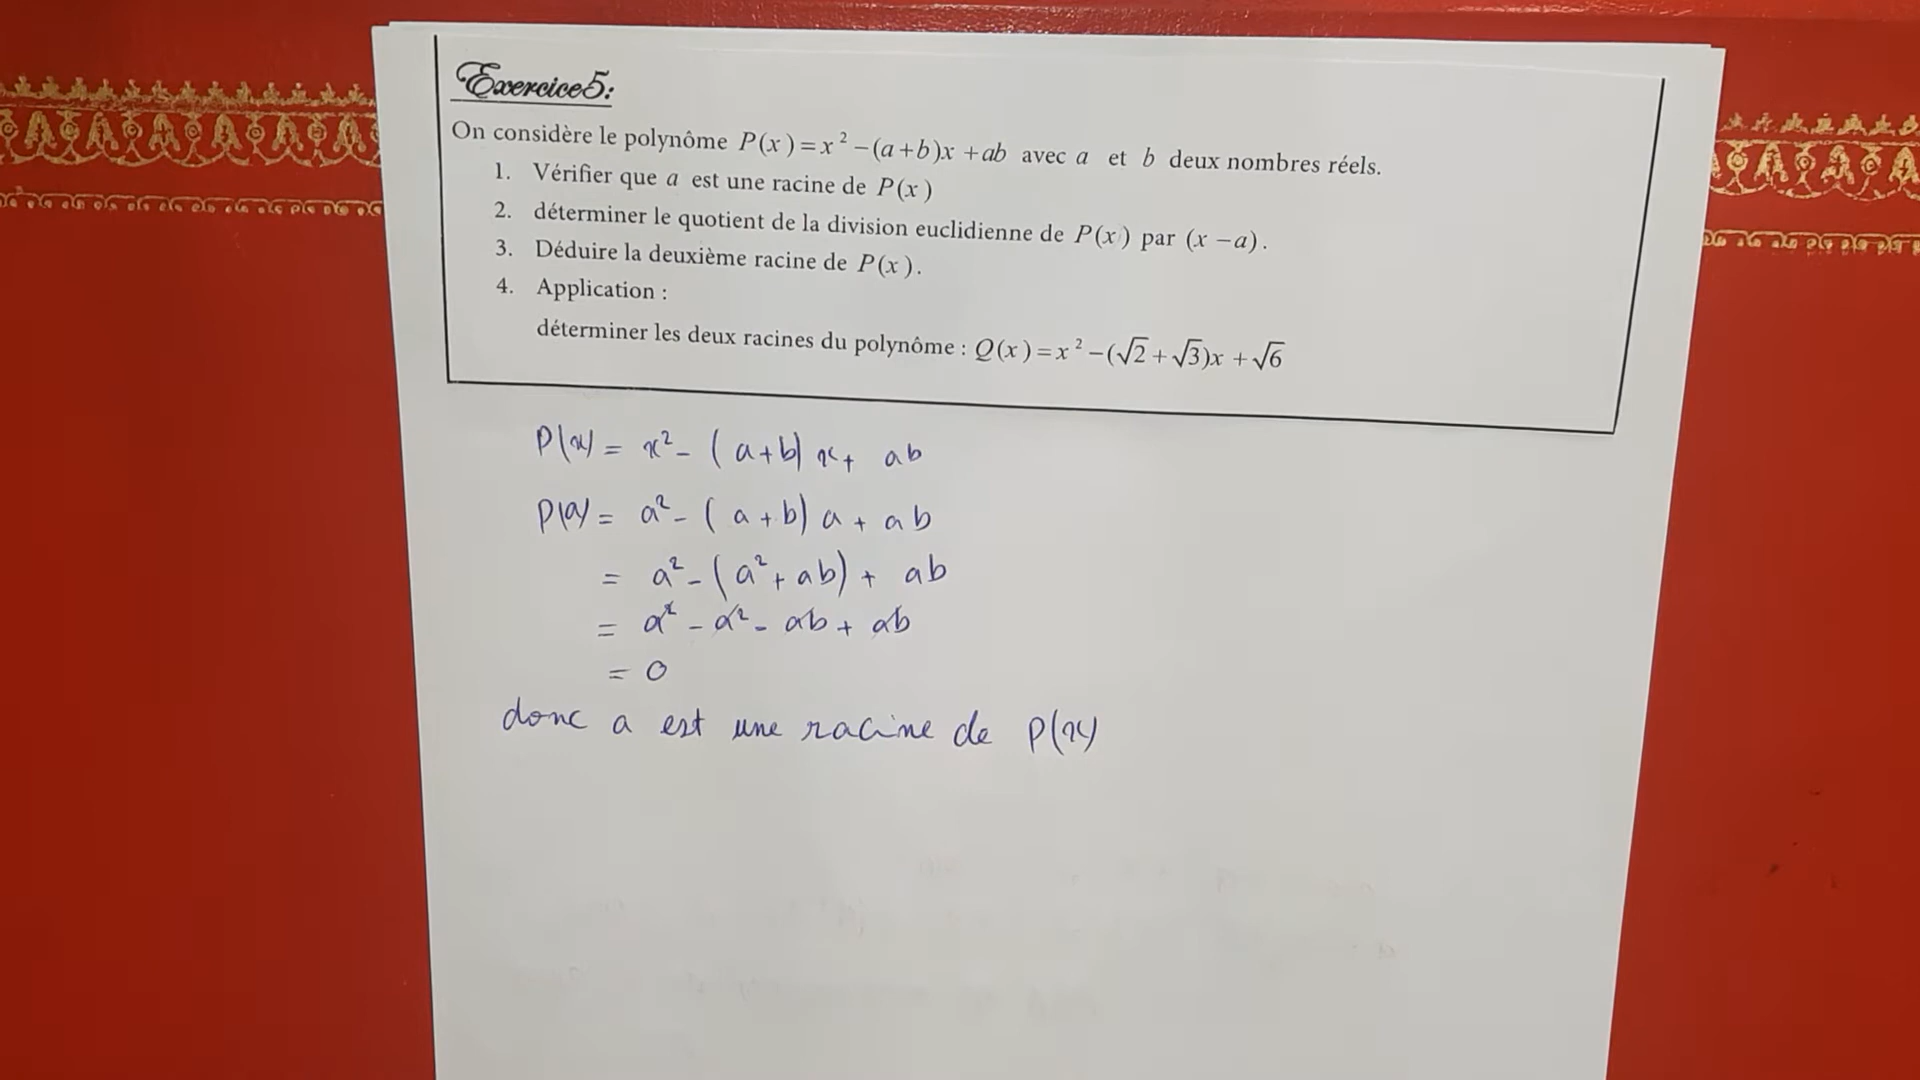 Exercice5:
On considère le polynôme P(x)=x²−(a+b)x+ab avec a et b deux nombres réels.
1. Vérifier que a est une racine de P(x)
2. déterminer le quotient de la division euclidienne de P(x) par (x−a).
3. Déduire la deuxième racine de P(x).
4. Application :
déterminer les deux racines du polynôme : Q(x)=x²−(√2+√3)x+√6
P(x) = x² - (a+b) x + ab
P(a) = a² - (a+b) a + ab
= a² - (a² + ab) + ab
= a² - a² - ab + ab
= 0
donc a est une racine de P(x)